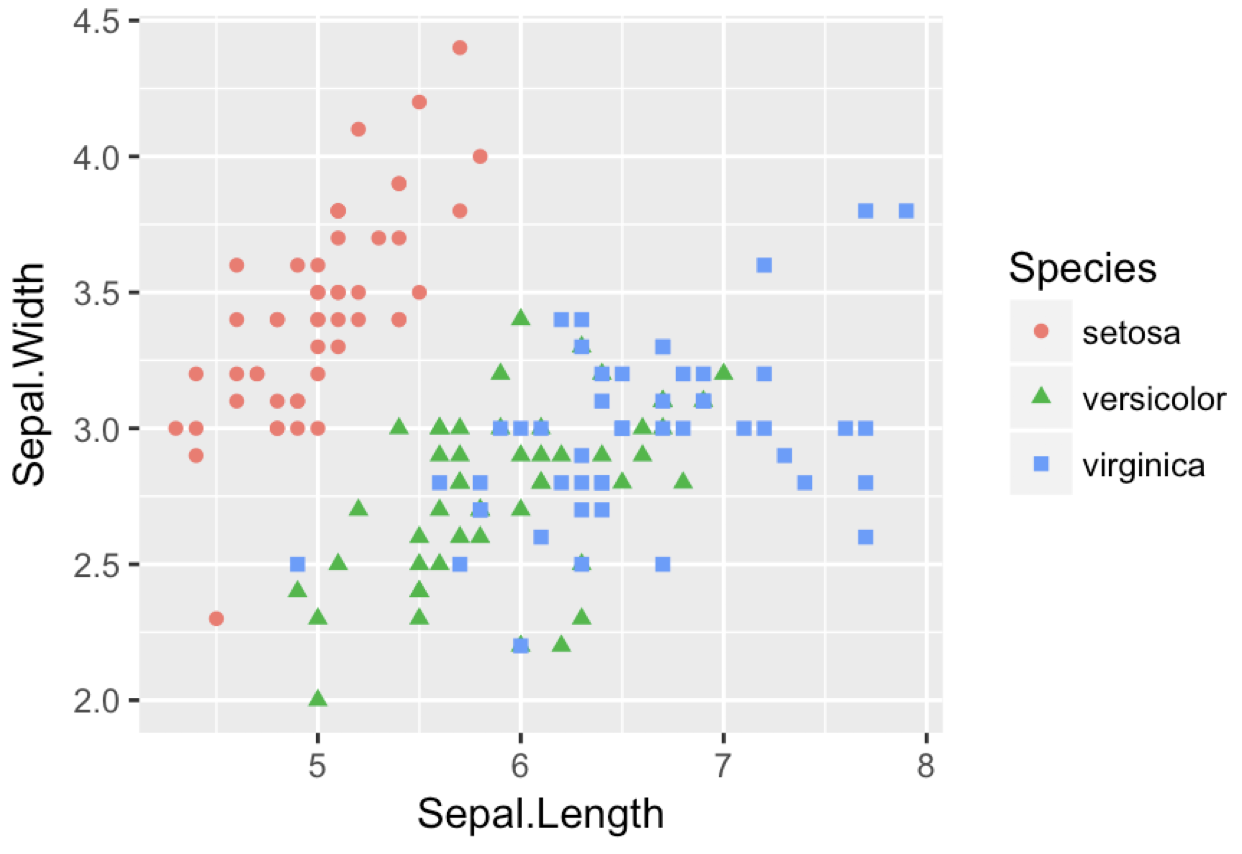 4.5
4.0
3.5
3.0
2.5
2.0
Sepal.Width
5 6 7 8
Sepal.Length
Species
setosa
versicolor
virginica